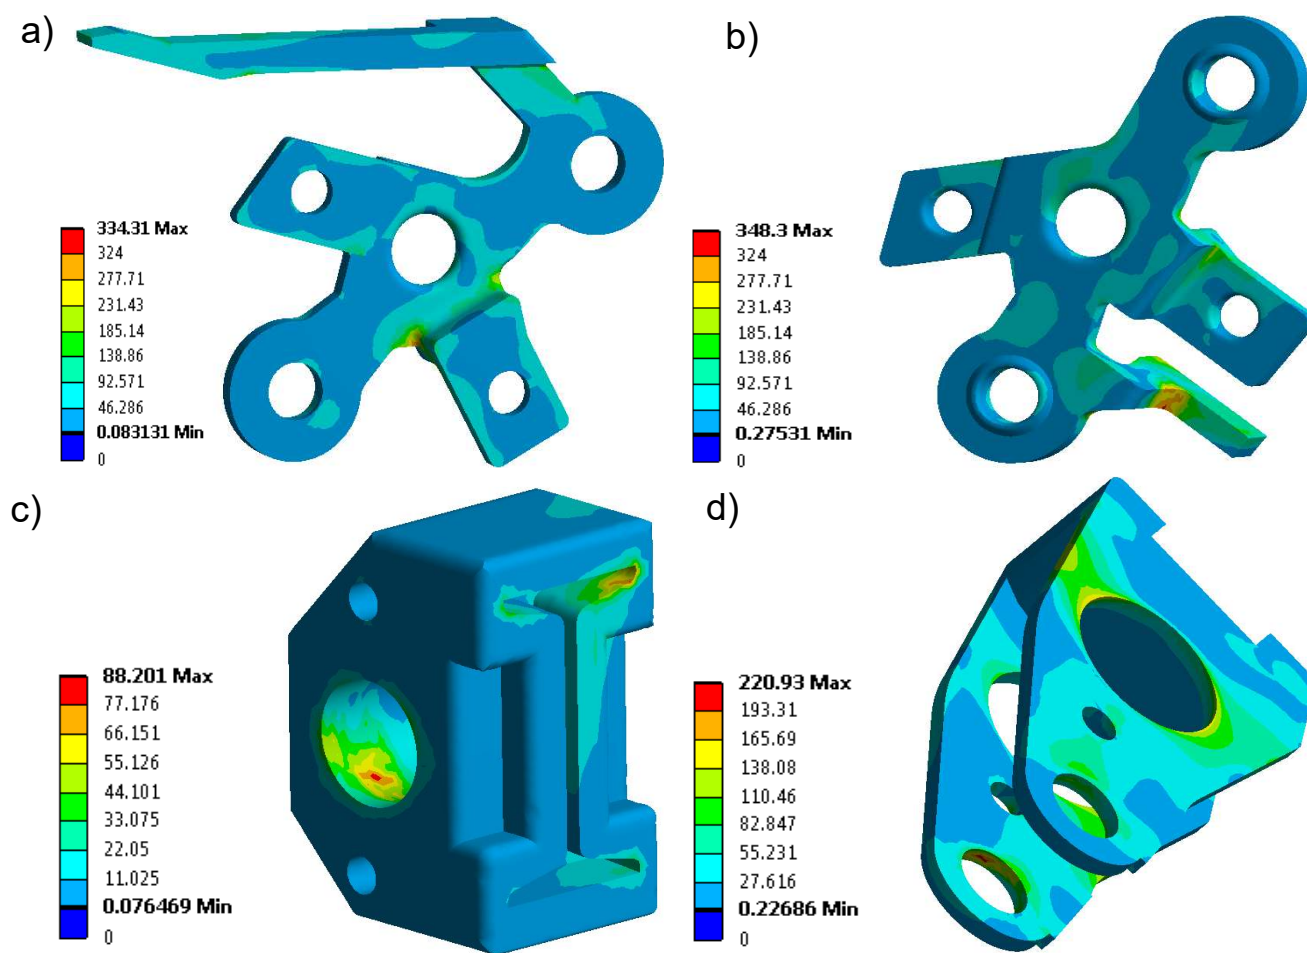 a)
334.31 Max
324
277.71
231.43
185.14
138.86
92.571
46.286
0.083131 Min
0
b)
348.3 Max
324
277.71
231.43
185.14
138.86
92.571
46.286
0.27531 Min
0
c)
88.201 Max
77.176
66.151
55.126
44.101
33.075
22.05
11.025
0.076469 Min
0
d)
220.93 Max
193.31
165.69
138.08
110.46
82.847
55.231
27.616
0.22686 Min
0